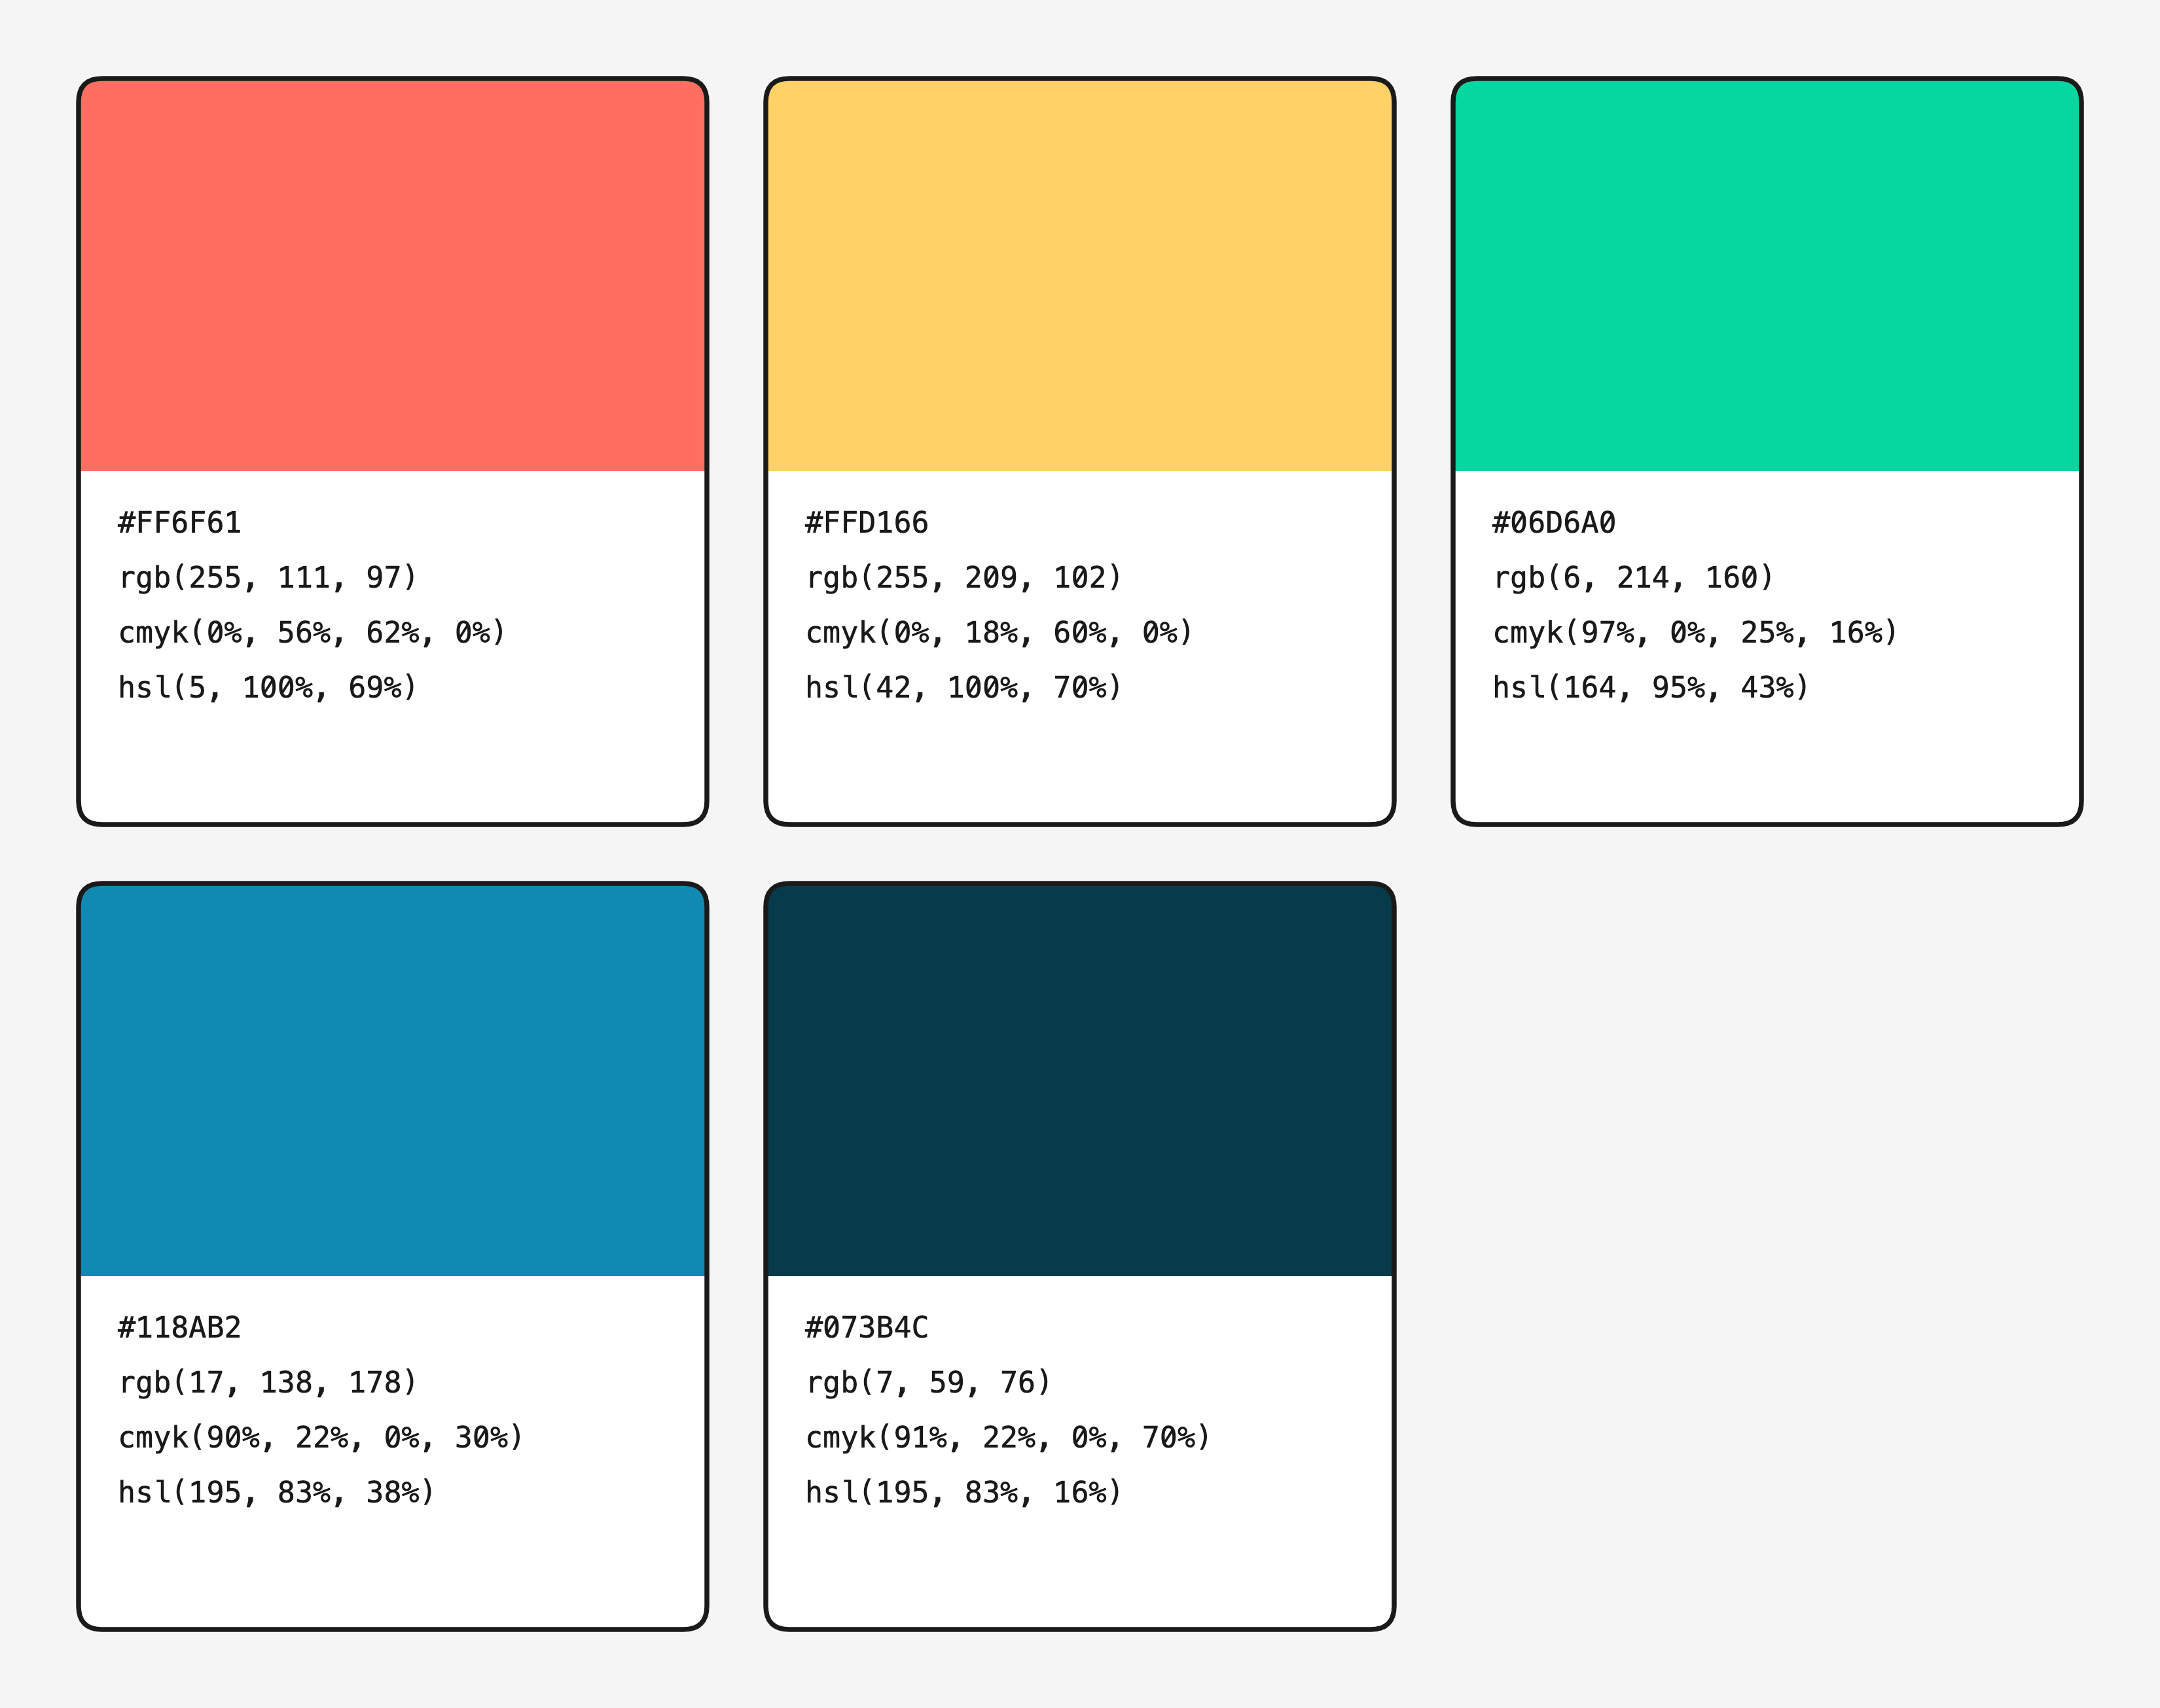 #FF6F61
rgb(255, 111, 97)
cmyk(0%, 56%, 62%, 0%)
hsl(5, 100%, 69%)
#FFD166
rgb(255, 209, 102)
cmyk(0%, 18%, 60%, 0%)
hsl(42, 100%, 70%)
#06D6A0
rgb(6, 214, 160)
cmyk(97%, 0%, 25%, 16%)
hsl(164, 95%, 43%)
#118AB2
rgb(17, 138, 178)
cmyk(90%, 22%, 0%, 30%)
hsl(195, 83%, 38%)
#073B4C
rgb(7, 59, 76)
cmyk(91%, 22%, 0%, 70%)
hsl(195, 83%, 16%)